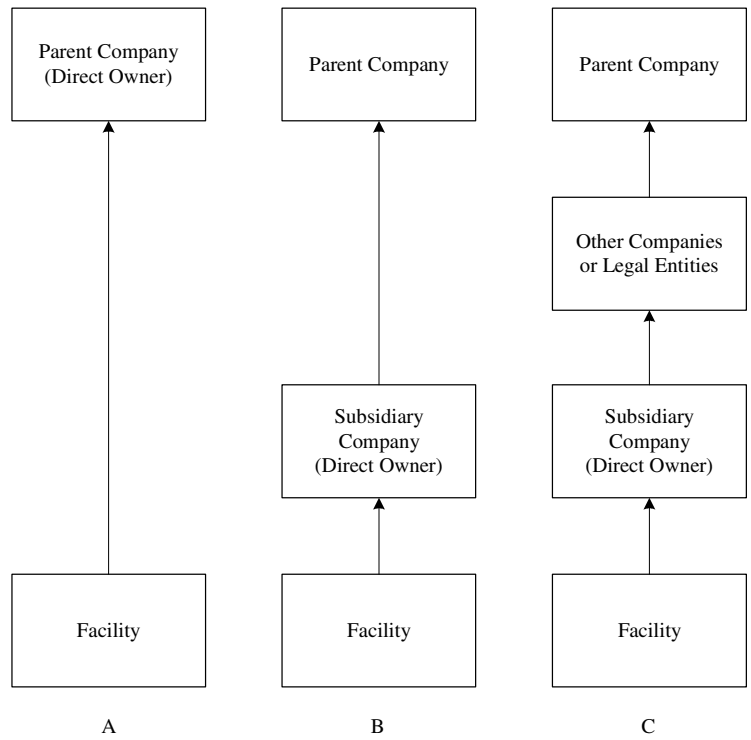 Parent Company
(Direct Owner)
Facility
A
Parent Company
Subsidiary
Company
(Direct Owner)
Facility
B
Parent Company
Other Companies
or Legal Entities
Subsidiary
Company
(Direct Owner)
Facility
C